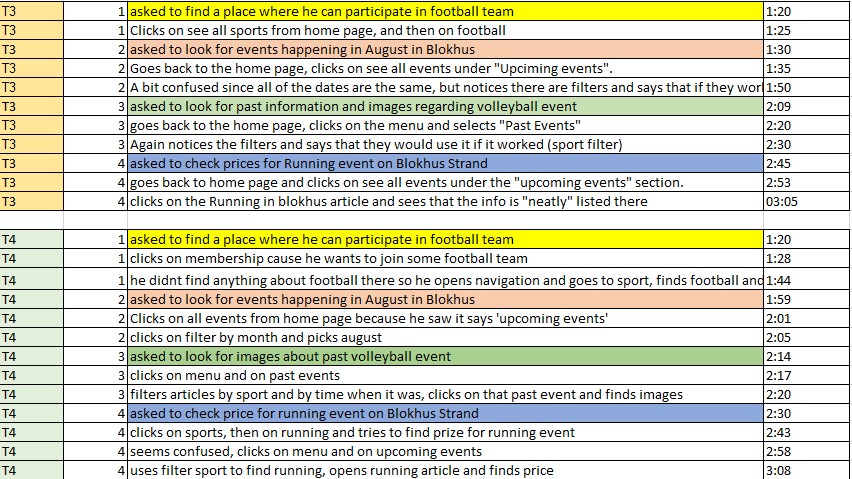 T3 1 asked to find a place where he can participate in football team 1:20
T3 1 Clicks on see all sports from home page, and then on football 1:25
T3 2 asked to look for events happening in August in Blokhus 1:30
T3 2 Goes back to the home page, clicks on see all events under "Upciming events". 1:35
T3 2 A bit confused since all of the dates are the same, but notices there are filters and says that if they wor 1:50
T3 3 asked to look for past information and images regarding volleyball event 2:09
T3 3 goes back to the home page, clicks on the menu and selects "Past Events" 2:20
T3 3 Again notices the filters and says that they would use it if it worked (sport filter) 2:30
T3 4 asked to check prices for Running event on Blokhus Strand 2:45
T3 4 goes back to home page and clicks on see all events under the "upcoming events" section. 2:53
T3 4 clicks on the Running in blokhus article and sees that the info is "neatly" listed there 03:05
T4 1 asked to find a place where he can participate in football team 1:20
T4 1 clicks on membership cause he wants to join some football team 1:28
T4 1 he didnt find anything about football there so he opens navigation and goes to sport, finds football and 1:44
T4 2 asked to look for events happening in August in Blokhus 1:59
T4 2 Clicks on all events from home page because he saw it says 'upcoming events' 2:01
T4 2 clicks on filter by month and picks august 2:05
T4 3 asked to look for images about past volleyball event 2:14
T4 3 clicks on menu and on past events 2:17
T4 3 filters articles by sport and by time when it was, clicks on that past event and finds images 2:20
T4 4 asked to check price for running event on Blokhus Strand 2:30
T4 4 clicks on sports, then on running and tries to find prize for running event 2:43
T4 4 seems confused, clicks on menu and on upcoming events 2:58
T4 4 uses filter sport to find running, opens running article and finds price 3:08